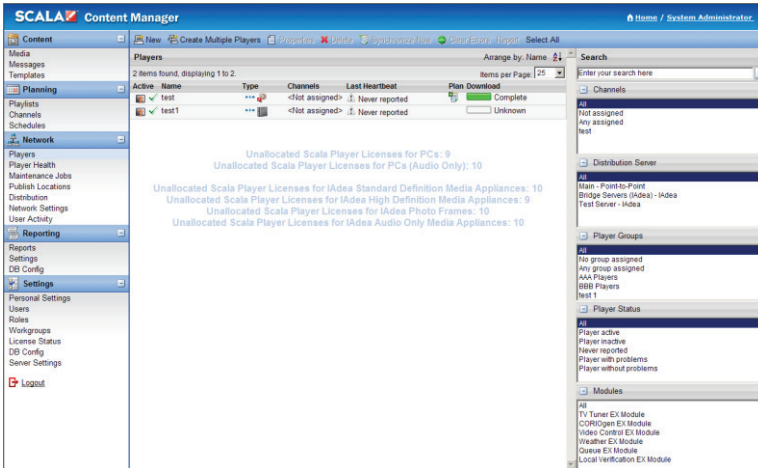 SCALA Content Manager
Home / System Administrator
Content
Media
Messages
Templates
Planning
Playlists
Channels
Schedules
Network
Players
Player Health
Maintenance Jobs
Publish Locations
Distribution
Network Settings
User Activity
Reporting
Reports
Settings
DB Config
Settings
Personal Settings
Users
Roles
Workgroups
License Status
DB Config
Server Settings
Logout
New Create Multiple Players Properties Delete Synchronize Now Clear Errors Report Select All
Players Arrange by: Name
2 items found, displaying 1 to 2. Items per Page: 25
Active Name Type Channels Last Heartbeat Plan Download
test <Not assigned> Never reported Complete
test1 <Not assigned> Never reported Unknown
Unallocated Scala Player Licenses for PCs: 9
Unallocated Scala Player Licenses for PCs (Audio Only): 10
Unallocated Scala Player Licenses for IAdea Standard Definition Media Appliances: 10
Unallocated Scala Player Licenses for IAdea High Definition Media Appliances: 9
Unallocated Scala Player Licenses for IAdea Photo Frames: 10
Unallocated Scala Player Licenses for IAdea Audio Only Media Appliances: 10
Search
Enter your search here
Channels
All
Not assigned
Any assigned
test
Distribution Server
All
Main - Point-to-Point
Bridge Servers (IAdea) - IAdea
Test Server - IAdea
Player Groups
All
No group assigned
Any group assigned
AAA Players
BBB Players
test 1
Player Status
All
Player active
Player inactive
Never reported
Player with problems
Player without problems
Modules
All
TV Tuner EX Module
CORIOgen EX Module
Video Control EX Module
Weather EX Module
Queue EX Module
Local Verification EX Module